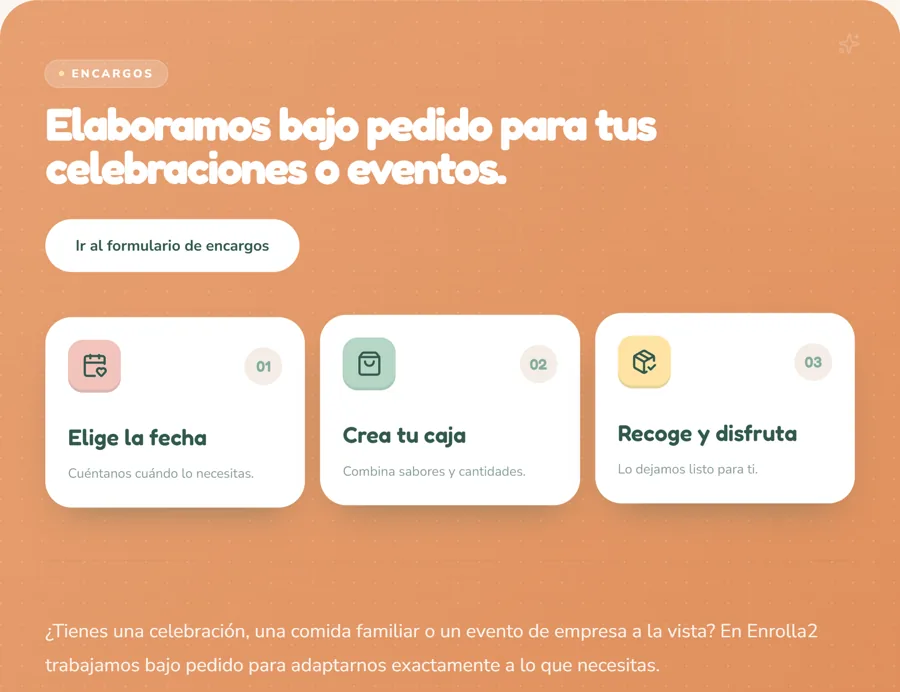 ENCARGOS
Elaboramos bajo pedido para tus
celebraciones o eventos.
Ir al formulario de encargos
01
Elige la fecha
Cuéntanos cuándo lo necesitas.
02
Crea tu caja
Combina sabores y cantidades.
03
Recoge y disfruta
Lo dejamos listo para ti.
¿Tienes una celebración, una comida familiar o un evento de empresa a la vista? En Enrolla2
trabajamos bajo pedido para adaptarnos exactamente a lo que necesitas.